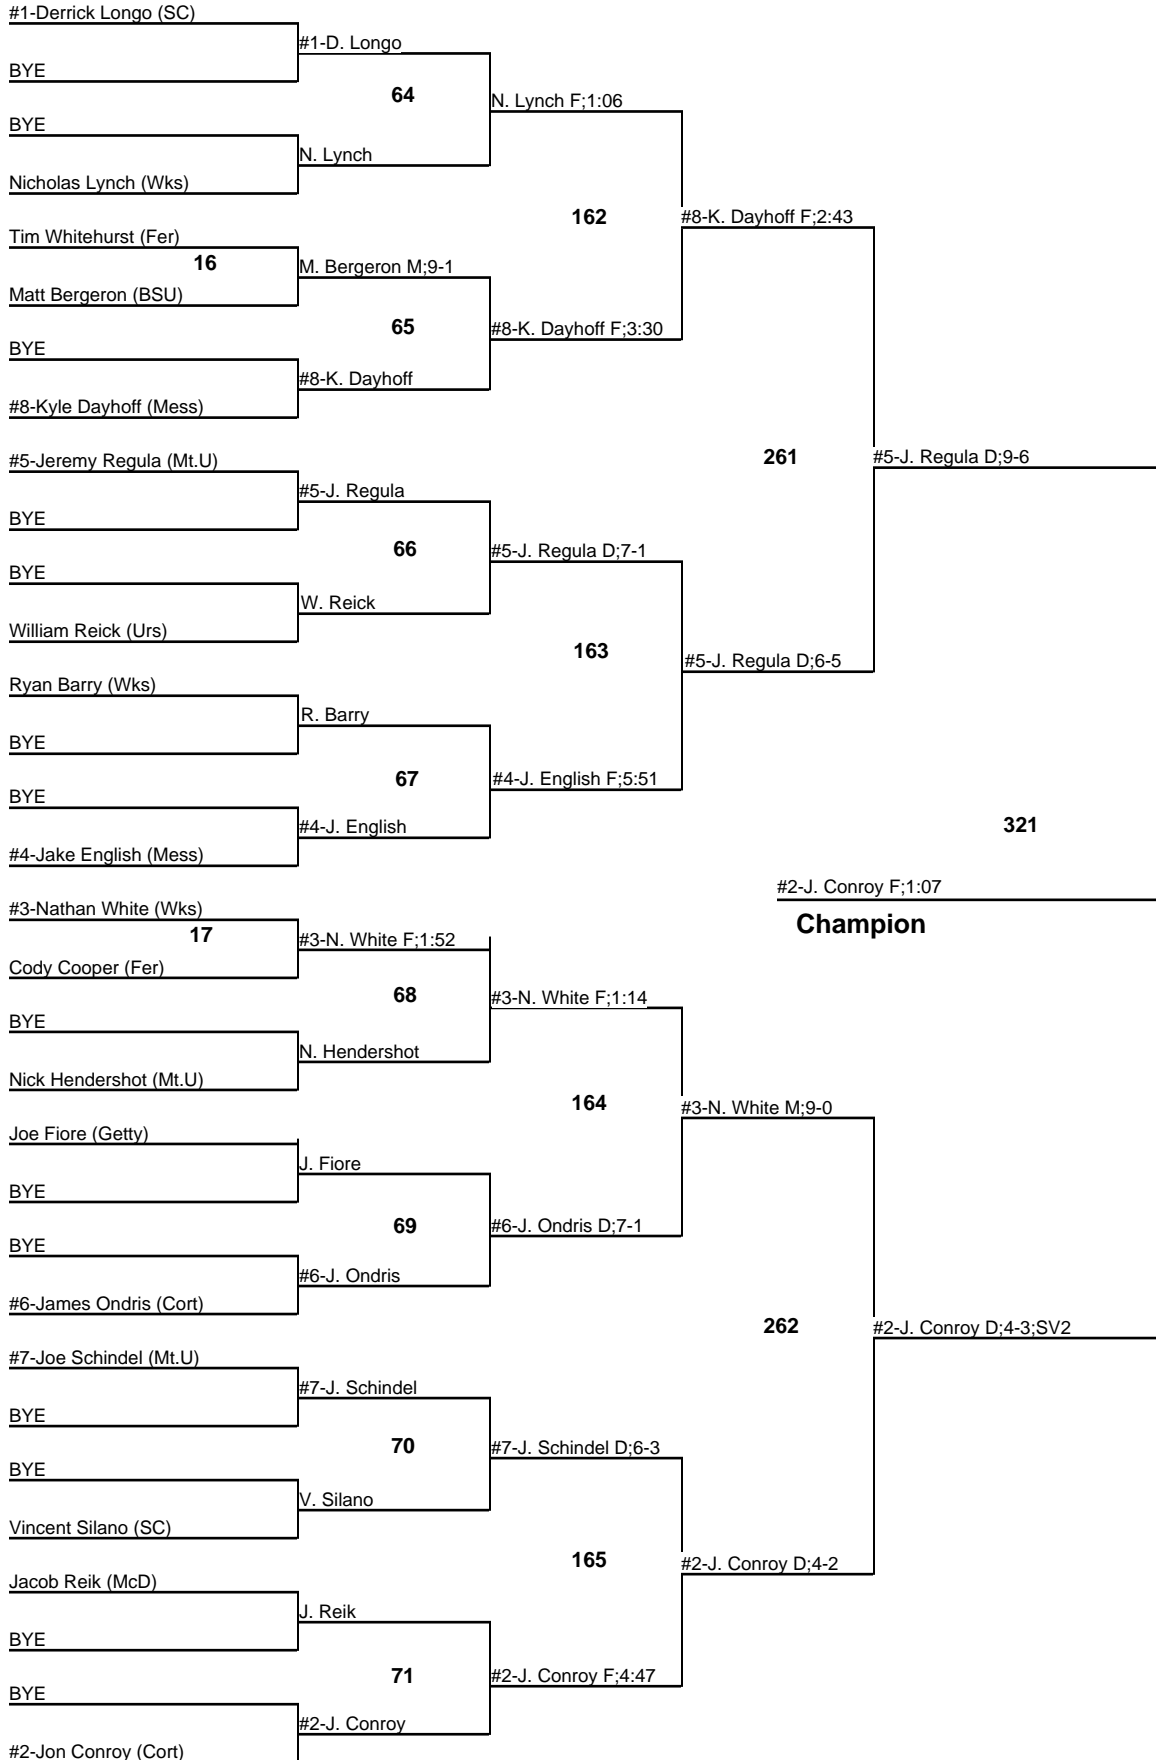 #1-Derrick Longo (SC)
#1-D. Longo
BYE
64
N. Lynch F;1:06
BYE
N. Lynch
Nicholas Lynch (Wks)
162
#8-K. Dayhoff F;2:43
Tim Whitehurst (Fer)
16
M. Bergeron M;9-1
Matt Bergeron (BSU)
65
#8-K. Dayhoff F;3:30
BYE
#8-K. Dayhoff
#8-Kyle Dayhoff (Mess)
261
#5-J. Regula D;9-6
#5-Jeremy Regula (Mt.U)
#5-J. Regula
BYE
66
#5-J. Regula D;7-1
BYE
W. Reick
William Reick (Urs)
163
#5-J. Regula D;6-5
Ryan Barry (Wks)
R. Barry
BYE
67
#4-J. English F;5:51
BYE
#4-J. English
#4-Jake English (Mess)
321
#2-J. Conroy F;1:07
Champion
#3-Nathan White (Wks)
17
#3-N. White F;1:52
Cody Cooper (Fer)
68
#3-N. White F;1:14
BYE
N. Hendershot
Nick Hendershot (Mt.U)
164
#3-N. White M;9-0
Joe Fiore (Getty)
J. Fiore
BYE
69
#6-J. Ondris D;7-1
BYE
#6-J. Ondris
#6-James Ondris (Cort)
262
#2-J. Conroy D;4-3;SV2
#7-Joe Schindel (Mt.U)
#7-J. Schindel
BYE
70
#7-J. Schindel D;6-3
BYE
V. Silano
Vincent Silano (SC)
165
#2-J. Conroy D;4-2
Jacob Reik (McD)
J. Reik
BYE
71
#2-J. Conroy F;4:47
BYE
#2-J. Conroy
#2-Jon Conroy (Cort)